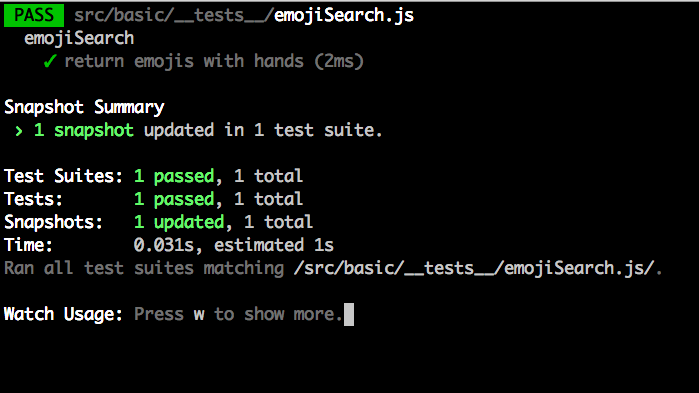 PASS src/basic/__tests__/emojiSearch.js
emojiSearch
✓ return emojis with hands (2ms)
Snapshot Summary
› 1 snapshot updated in 1 test suite.
Test Suites: 1 passed, 1 total
Tests: 1 passed, 1 total
Snapshots: 1 updated, 1 total
Time: 0.031s, estimated 1s
Ran all test suites matching /src/basic/__tests__/emojiSearch.js/.
Watch Usage: Press w to show more.